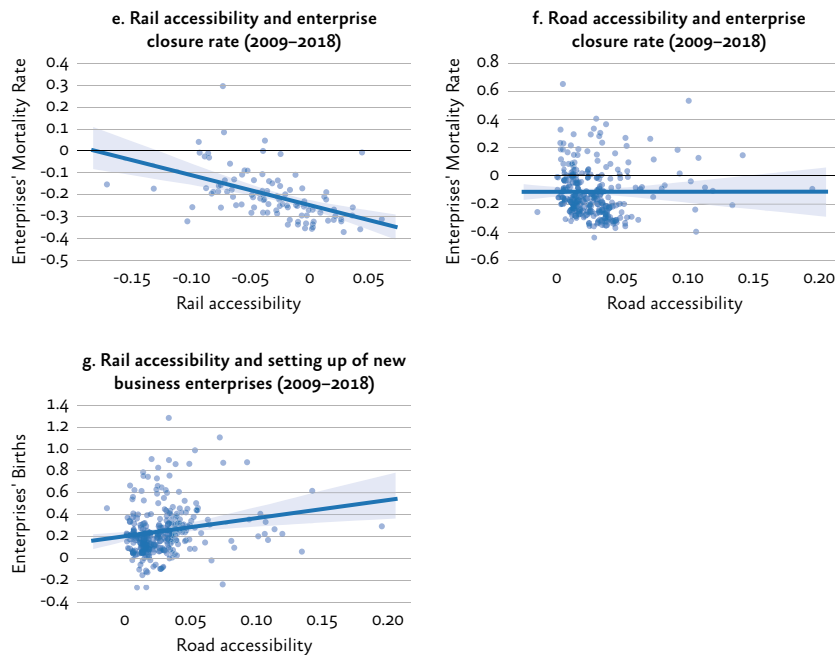 e. Rail accessibility and enterprise
closure rate (2009–2018)
Enterprises' Mortality Rate
0.4
0.3
0.2
0.1
0
-0.1
-0.2
-0.3
-0.4
-0.5
-0.15 -0.10 -0.05 0 0.05
Rail accessibility
f. Road accessibility and enterprise
closure rate (2009–2018)
Enterprises' Mortality Rate
0.8
0.6
0.4
0.2
0
-0.2
-0.4
-0.6
0 0.05 0.10 0.15 0.20
Road accessibility
g. Rail accessibility and setting up of new
business enterprises (2009–2018)
Enterprises' Births
1.4
1.2
1.0
0.8
0.6
0.4
0.2
0
-0.2
-0.4
0 0.05 0.10 0.15 0.20
Road accessibility